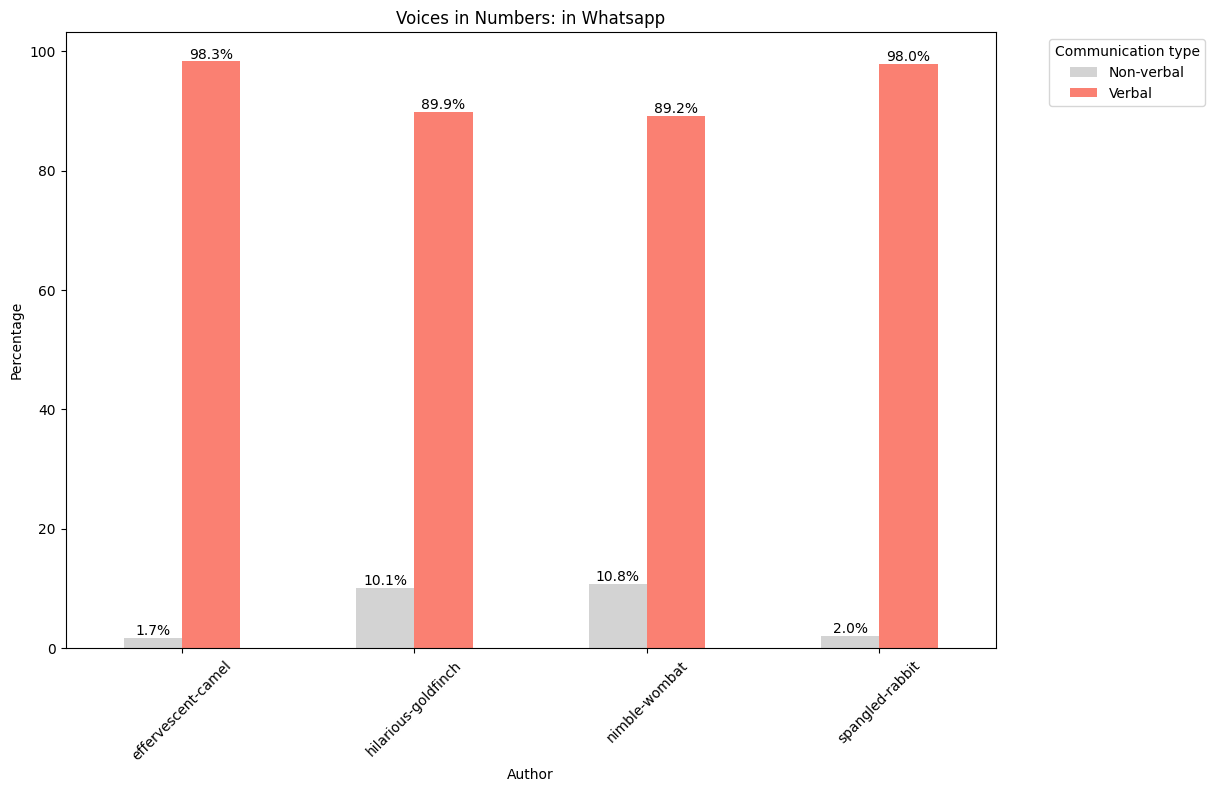 Voices in Numbers: in Whatsapp
Communication type
Non-verbal
Verbal
Percentage
100
80
60
40
20
0
1.7%
98.3%
10.1%
89.9%
10.8%
89.2%
2.0%
98.0%
effervescent-camel
hilarious-goldfinch
nimble-wombat
spangled-rabbit
Author